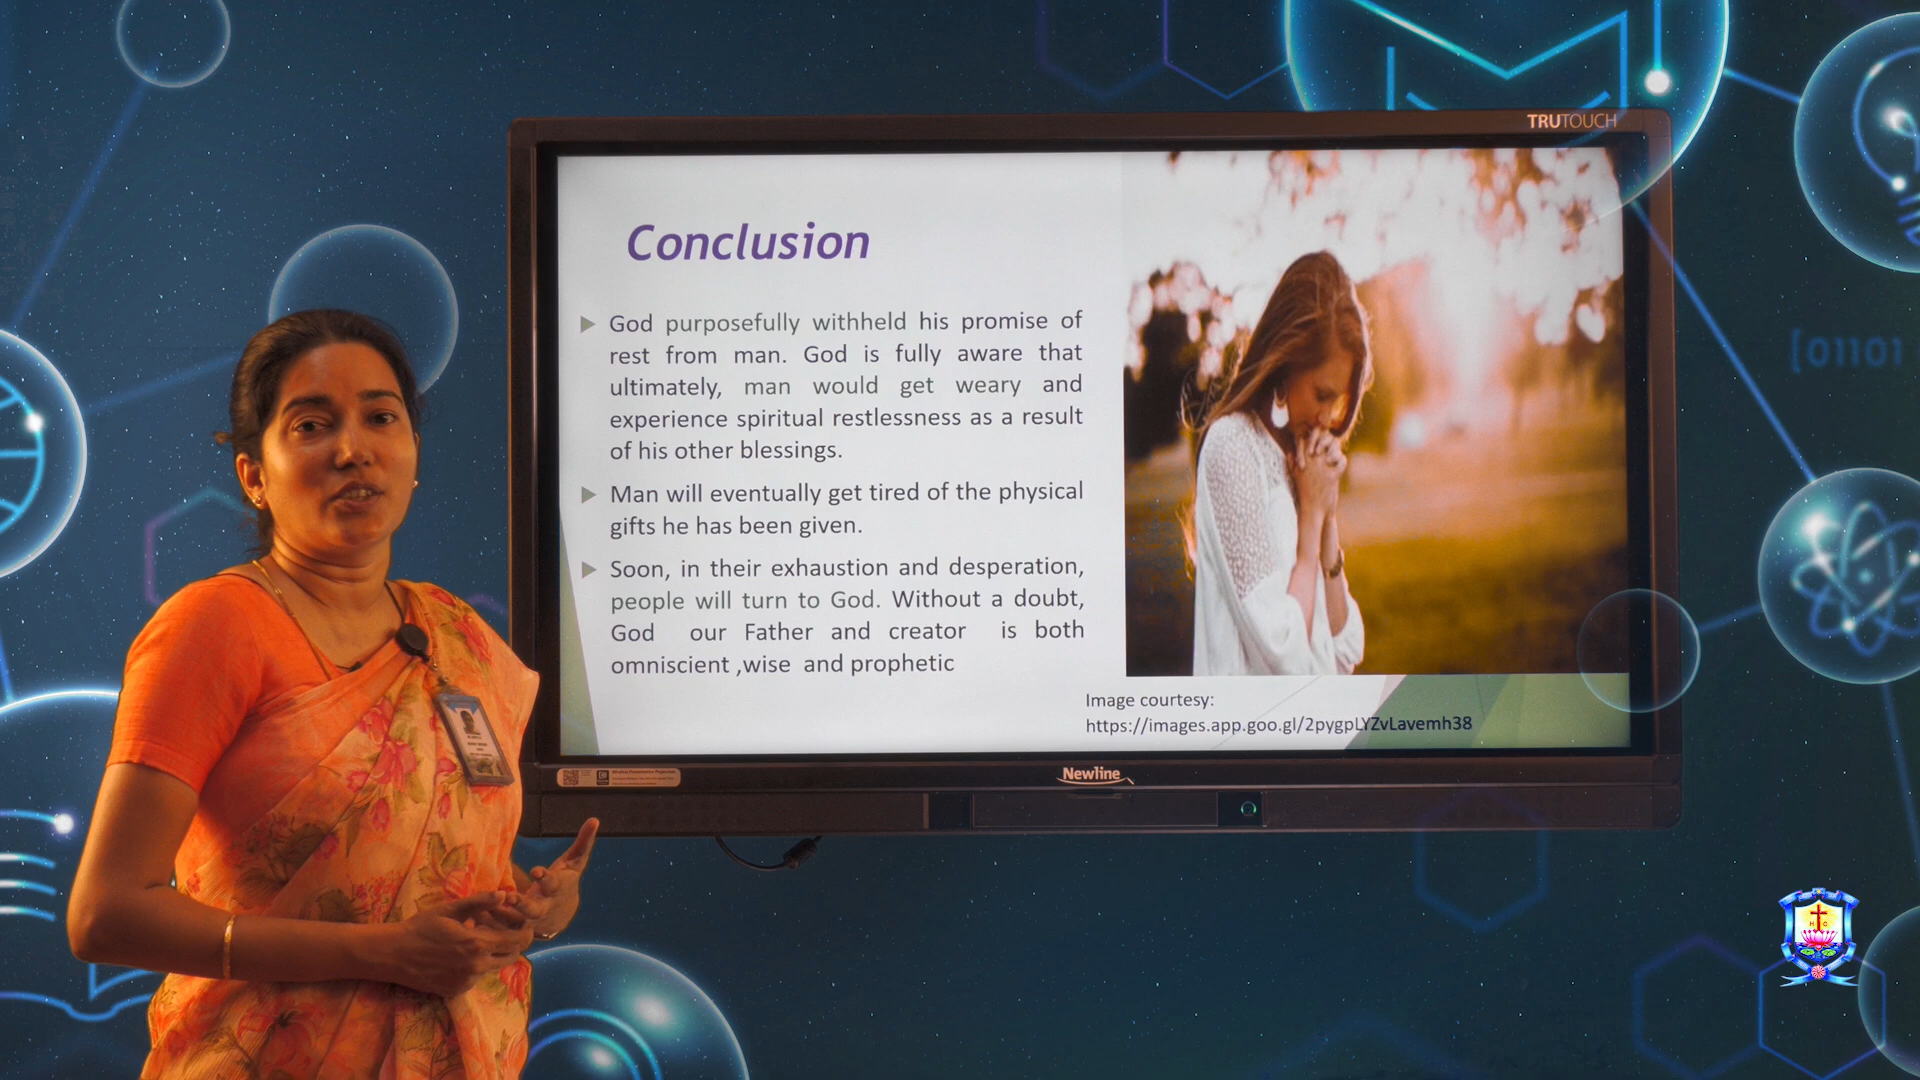 TRUTOUCH
Conclusion
God purposefully withheld his promise of
rest from man. God is fully aware that
ultimately, man would get weary and
experience spiritual restlessness as a result
of his other blessings.
Man will eventually get tired of the physical
gifts he has been given.
Soon, in their exhaustion and desperation,
people will turn to God. Without a doubt,
God our Father and creator is both
omniscient ,wise and prophetic
Image courtesy:
https://images.app.goo.gl/2pygpLYZvLavemh38
Newline
[01101
H C